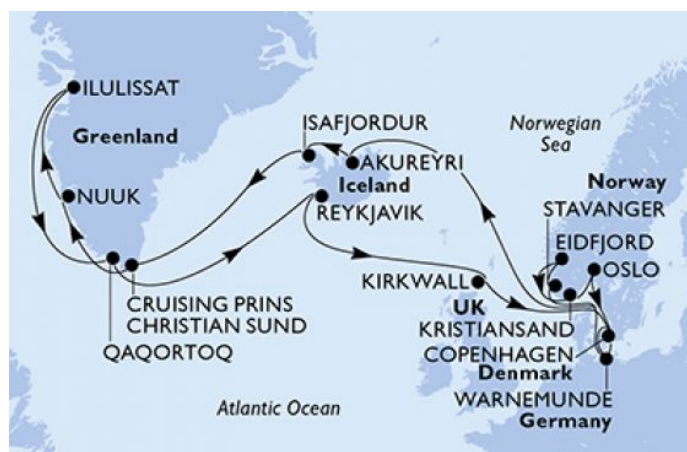 ILULISSAT
Greenland
NUUK
CRUISING PRINS
CHRISTIAN SUND
QAQORTOQ
ISAFJORDUR
AKUREYRI
Iceland
REYKJAVIK
Atlantic Ocean
Norwegian
Sea
Norway
STAVANGER
EIDFJORD
OSLO
KIRKWALL
UK
KRISTIANSAND
COPENHAGEN
Denmark
WARNEMUNDE
Germany